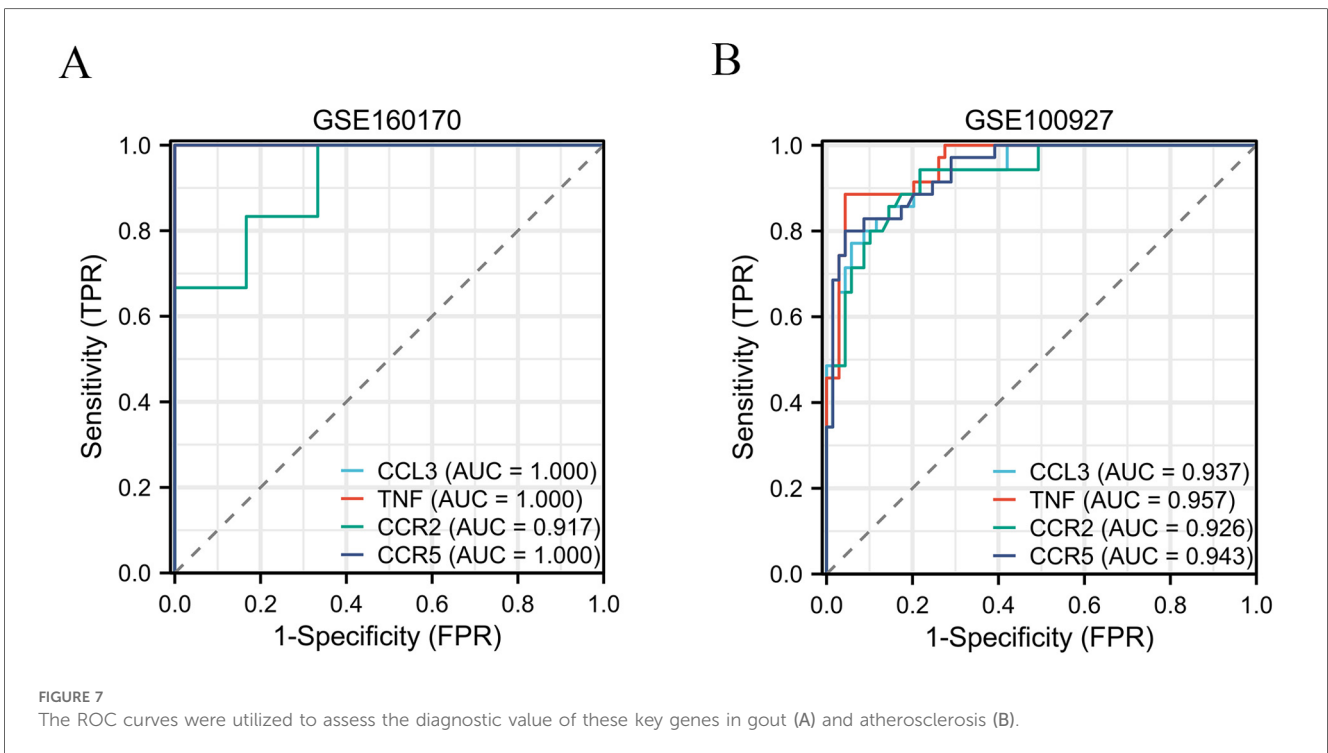 A
GSE160170
1.0
0.8
0.6
0.4
0.2
0.0
Sensitivity (TPR)
CCL3 (AUC = 1.000)
TNF (AUC = 1.000)
CCR2 (AUC = 0.917)
CCR5 (AUC = 1.000)
0.0 0.2 0.4 0.6 0.8 1.0
1-Specificity (FPR)
B
GSE100927
1.0
0.8
0.6
0.4
0.2
0.0
Sensitivity (TPR)
CCL3 (AUC = 0.937)
TNF (AUC = 0.957)
CCR2 (AUC = 0.926)
CCR5 (AUC = 0.943)
0.0 0.2 0.4 0.6 0.8 1.0
1-Specificity (FPR)
FIGURE 7
The ROC curves were utilized to assess the diagnostic value of these key genes in gout (A) and atherosclerosis (B).